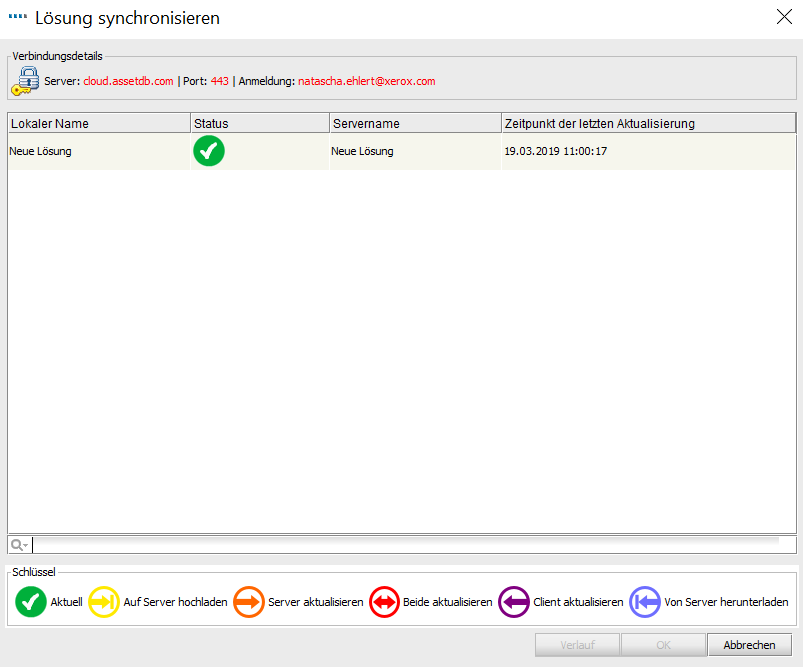 Lösung synchronisieren
Verbindungsdetails
Server: cloud.assetdb.com | Port: 443 | Anmeldung: natascha.ehlert@xerox.com
Lokaler Name Status Servername Zeitpunkt der letzten Aktualisierung
Neue Lösung Neue Lösung 19.03.2019 11:00:17
Schlüssel
Aktuell Auf Server hochladen Server aktualisieren Beide aktualisieren Client aktualisieren Von Server herunterladen
Verlauf OK Abbrechen